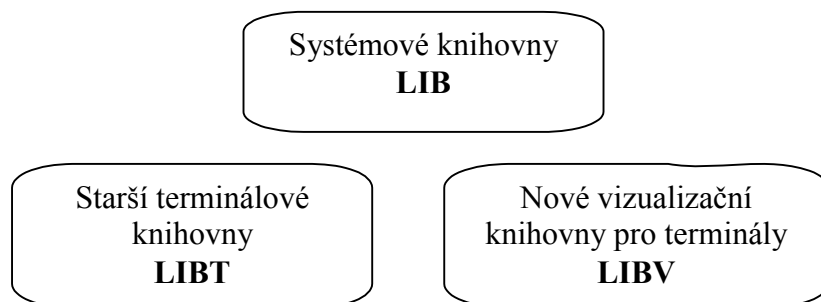 Systémové knihovny
LIB
Starší terminálové
knihovny
LIBT
Nové vizualizační
knihovny pro terminály
LIBV